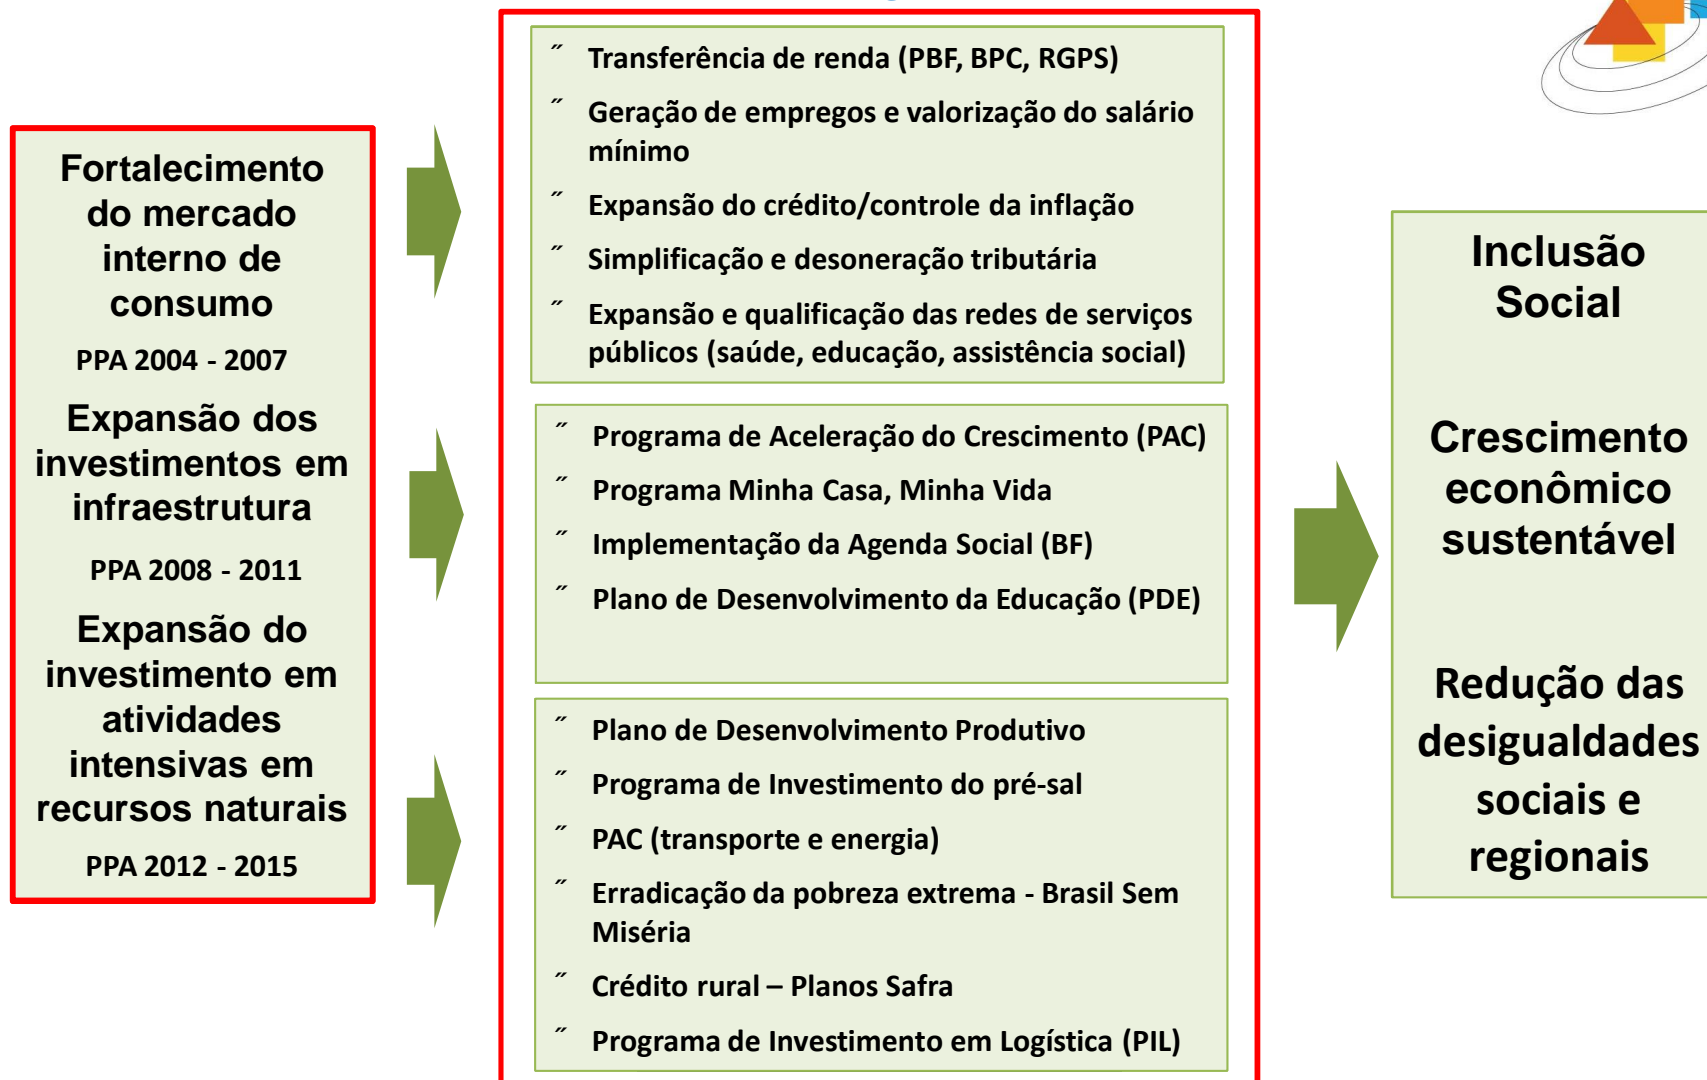 Fortalecimento
do mercado
interno de
consumo
PPA 2004 - 2007
Expansão dos
investimentos em
infraestrutura
PPA 2008 - 2011
Expansão do
investimento em
atividades
intensivas em
recursos naturais
PPA 2012 - 2015
˝ Transferência de renda (PBF, BPC, RGPS)
˝ Geração de empregos e valorização do salário
mínimo
˝ Expansão do crédito/controle da inflação
˝ Simplificação e desoneração tributária
˝ Expansão e qualificação das redes de serviços
públicos (saúde, educação, assistência social)
˝ Programa de Aceleração do Crescimento (PAC)
˝ Programa Minha Casa, Minha Vida
˝ Implementação da Agenda Social (BF)
˝ Plano de Desenvolvimento da Educação (PDE)
˝ Plano de Desenvolvimento Produtivo
˝ Programa de Investimento do pré-sal
˝ PAC (transporte e energia)
˝ Erradicação da pobreza extrema - Brasil Sem
Miséria
˝ Crédito rural – Planos Safra
˝ Programa de Investimento em Logística (PIL)
Inclusão
Social
Crescimento
econômico
sustentável
Redução das
desigualdades
sociais e
regionais